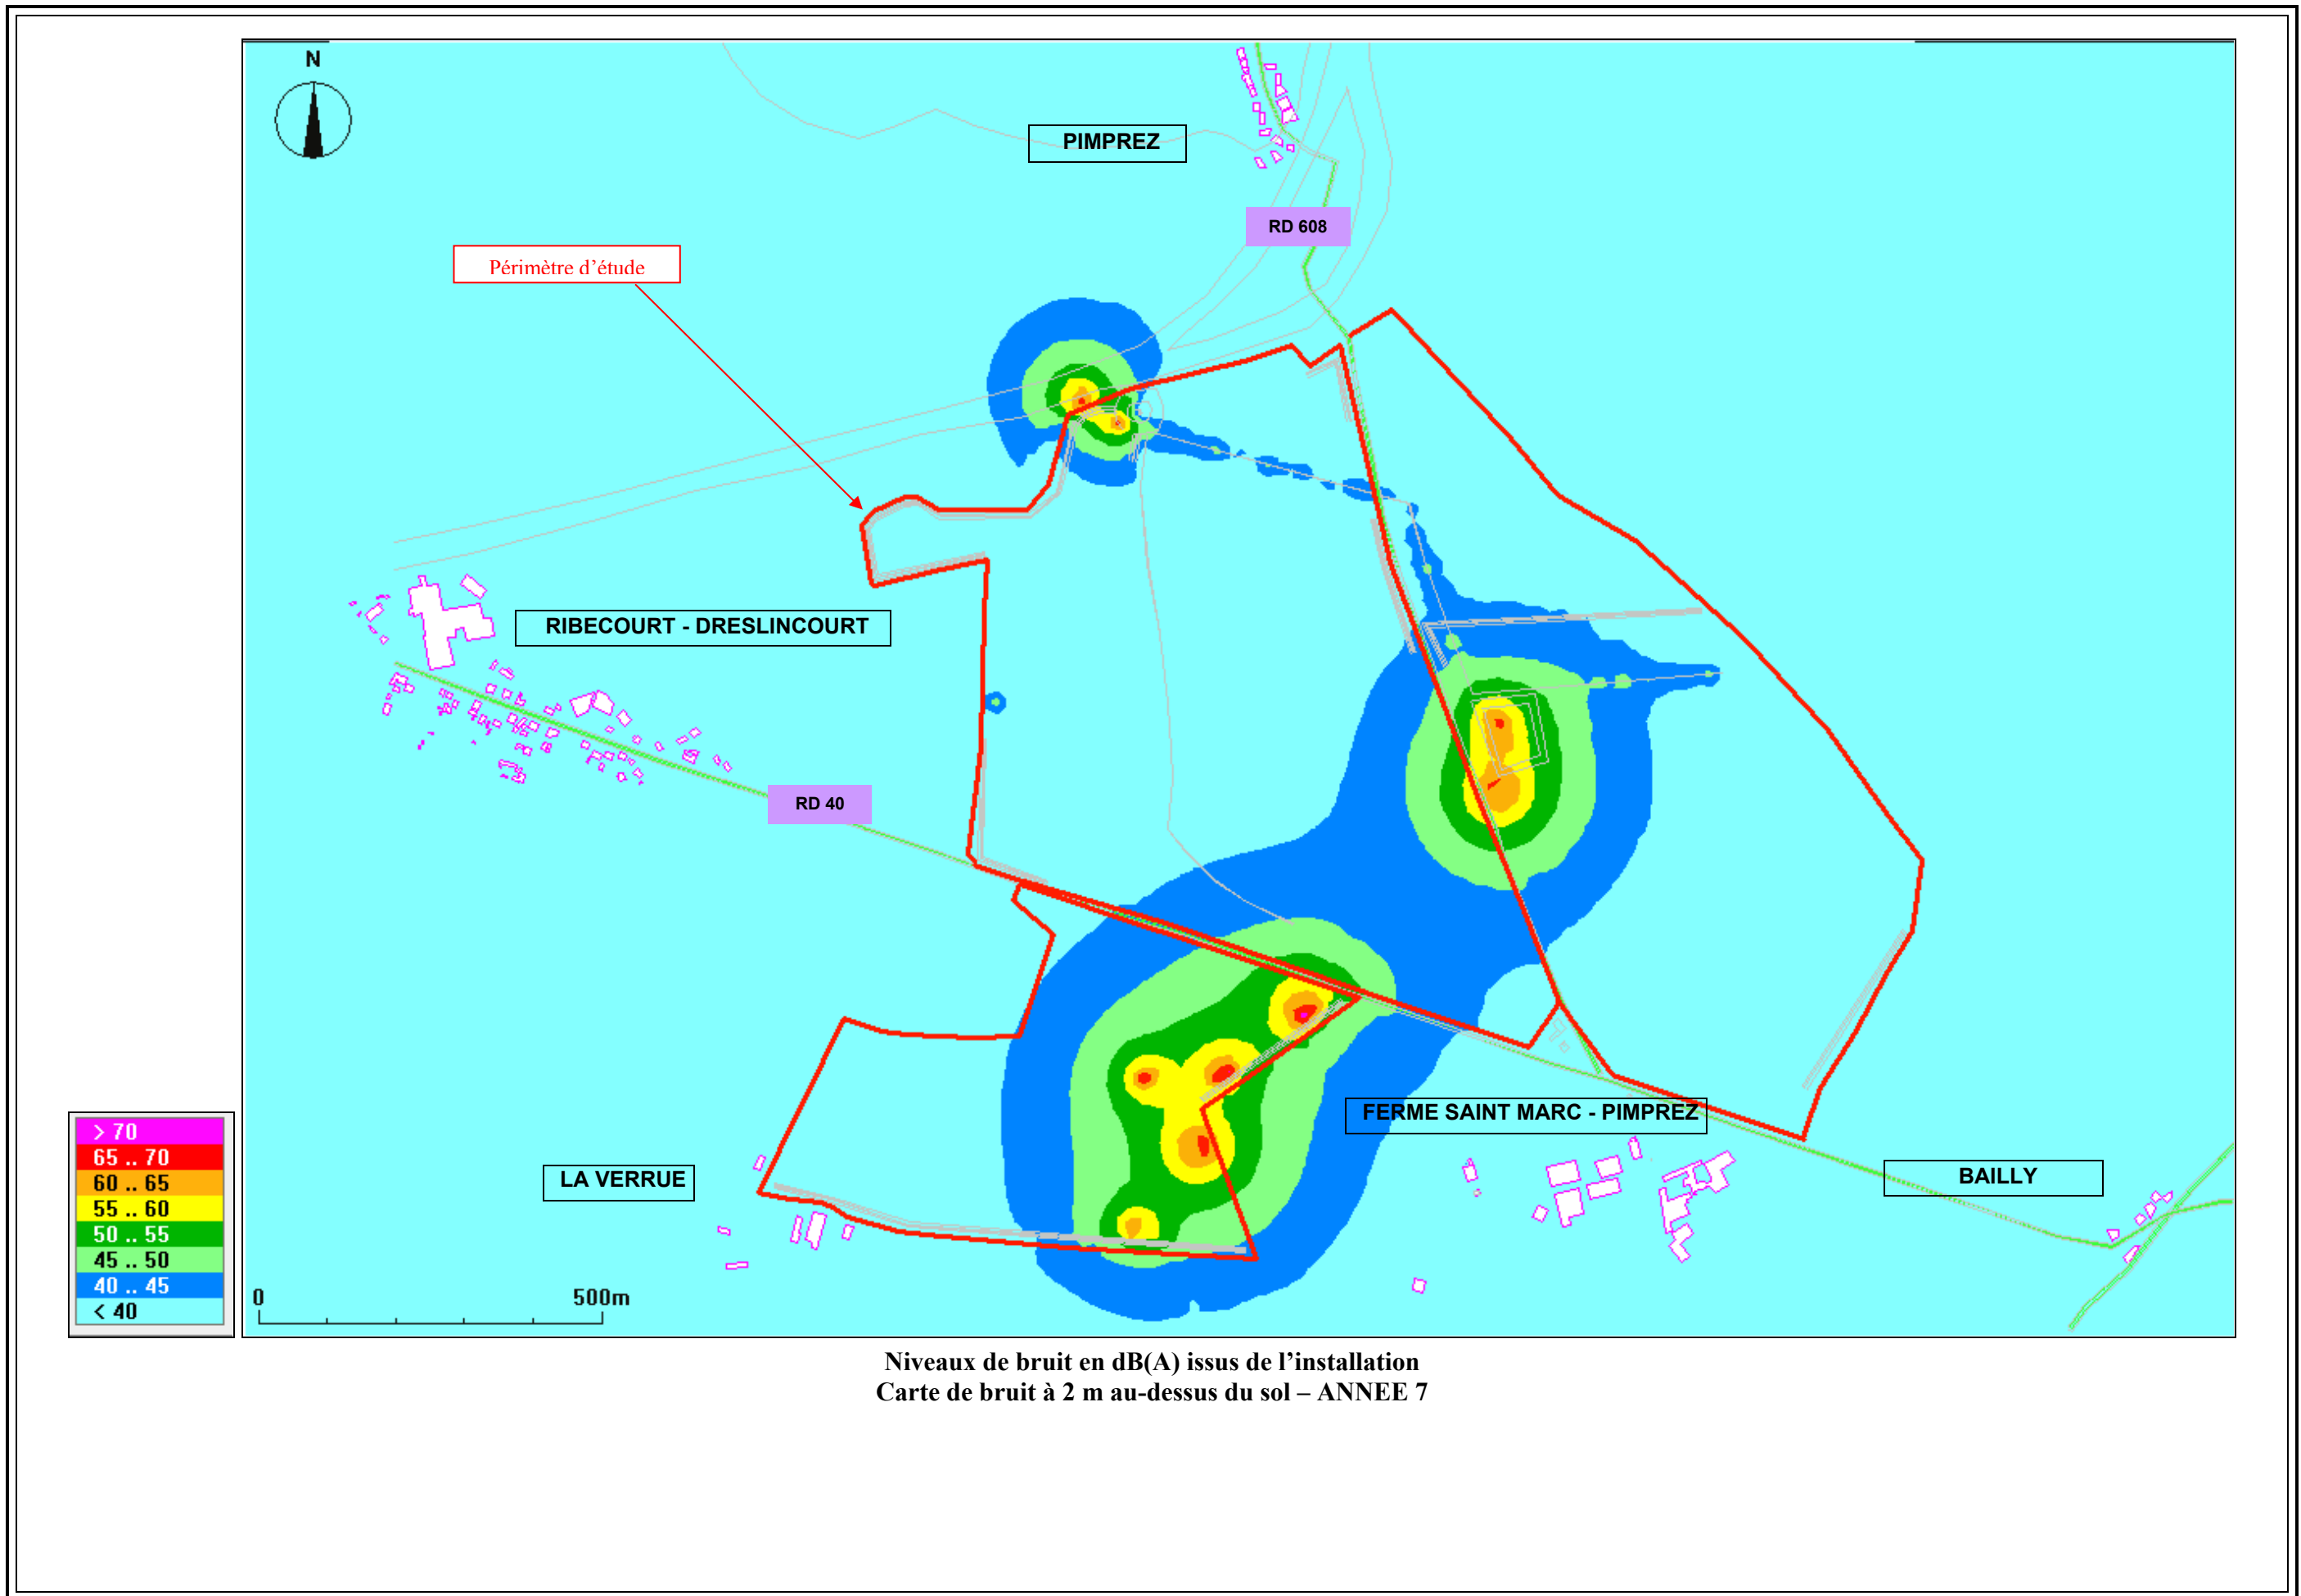 N
PIMPREZ
RD 608
Périmètre d’étude
RIBECOURT - DRESLINCOURT
RD 40
FERME SAINT MARC - PIMPREZ
LA VERRUE
BAILLY
> 70
65 .. 70
60 .. 65
55 .. 60
50 .. 55
45 .. 50
40 .. 45
< 40
0 500m
Niveaux de bruit en dB(A) issus de l’installation
Carte de bruit à 2 m au-dessus du sol – ANNEE 7